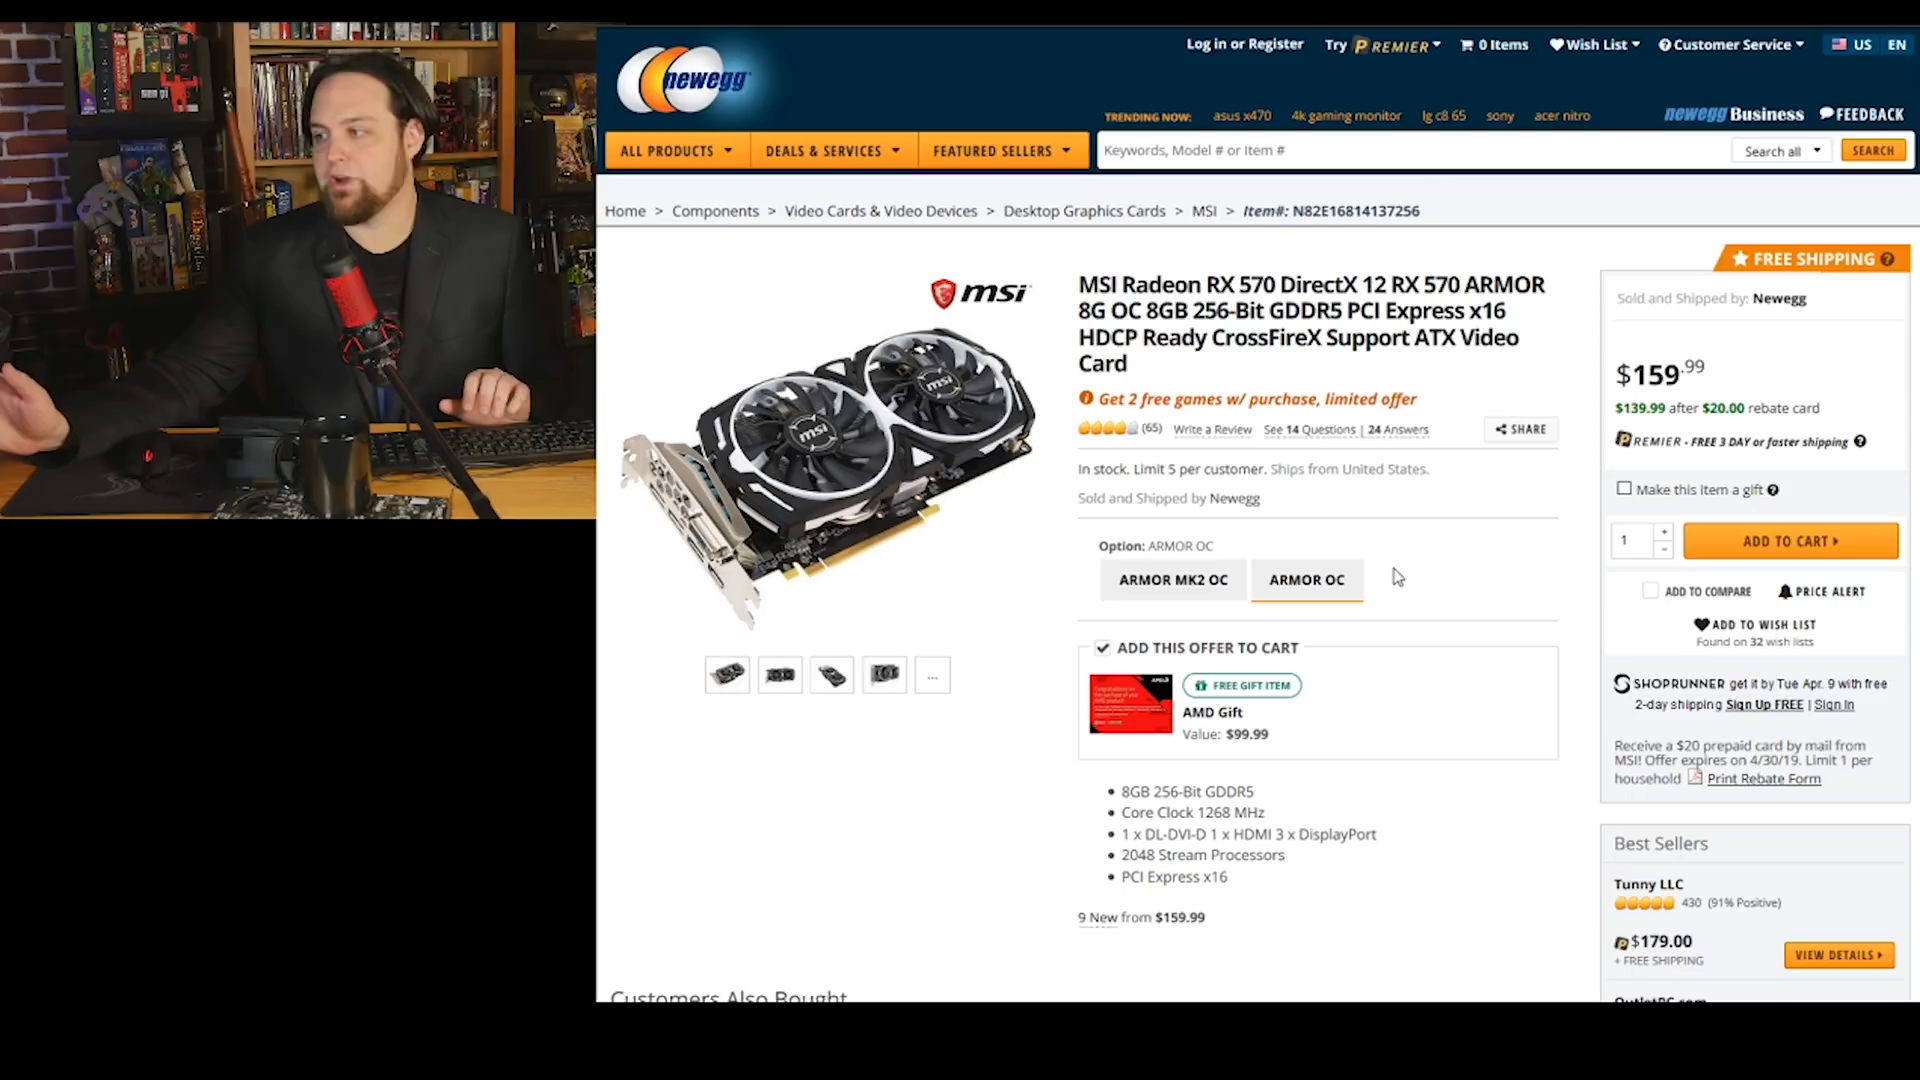 newegg
Log in or Register
Try PREMIER
0 Items
Wish List
Customer Service
US
EN
TRENDING NOW:
asus x470
4k gaming monitor
lg c8 65
sony
acer nitro
newegg Business
FEEDBACK
ALL PRODUCTS
DEALS & SERVICES
FEATURED SELLERS
Keywords, Model # or Item #
Search all
SEARCH
Home > Components > Video Cards & Video Devices > Desktop Graphics Cards > MSI > Item#: N82E16814137256
msi
msi
msi
MSI Radeon RX 570 DirectX 12 RX 570 ARMOR
8G OC 8GB 256-Bit GDDR5 PCI Express x16
HDCP Ready CrossFireX Support ATX Video
Card
Get 2 free games w/ purchase, limited offer
(65) Write a Review See 14 Questions | 24 Answers
SHARE
In stock. Limit 5 per customer. Ships from United States.
Sold and Shipped by Newegg
Option: ARMOR OC
ARMOR MK2 OC
ARMOR OC
ADD THIS OFFER TO CART
FREE GIFT ITEM
AMD Gift
Value: $99.99
• 8GB 256-Bit GDDR5
• Core Clock 1268 MHz
• 1 x DL-DVI-D 1 x HDMI 3 x DisplayPort
• 2048 Stream Processors
• PCI Express x16
9 New from $159.99
Customers Also Bought
...
FREE SHIPPING
Sold and Shipped by: Newegg
$159.99
$139.99 after $20.00 rebate card
PREMIER - FREE 3 DAY or faster shipping
Make this item a gift
1
+
-
ADD TO CART
ADD TO COMPARE
PRICE ALERT
ADD TO WISH LIST
Found on 32 wish lists
SHOPRUNNER get it by Tue Apr. 9 with free
2-day shipping Sign Up FREE | Sign In
Receive a $20 prepaid card by mail from
MSI! Offer expires on 4/30/19. Limit 1 per
household Print Rebate Form
Best Sellers
Tunny LLC
430 (91% Positive)
$179.00
+ FREE SHIPPING
VIEW DETAILS